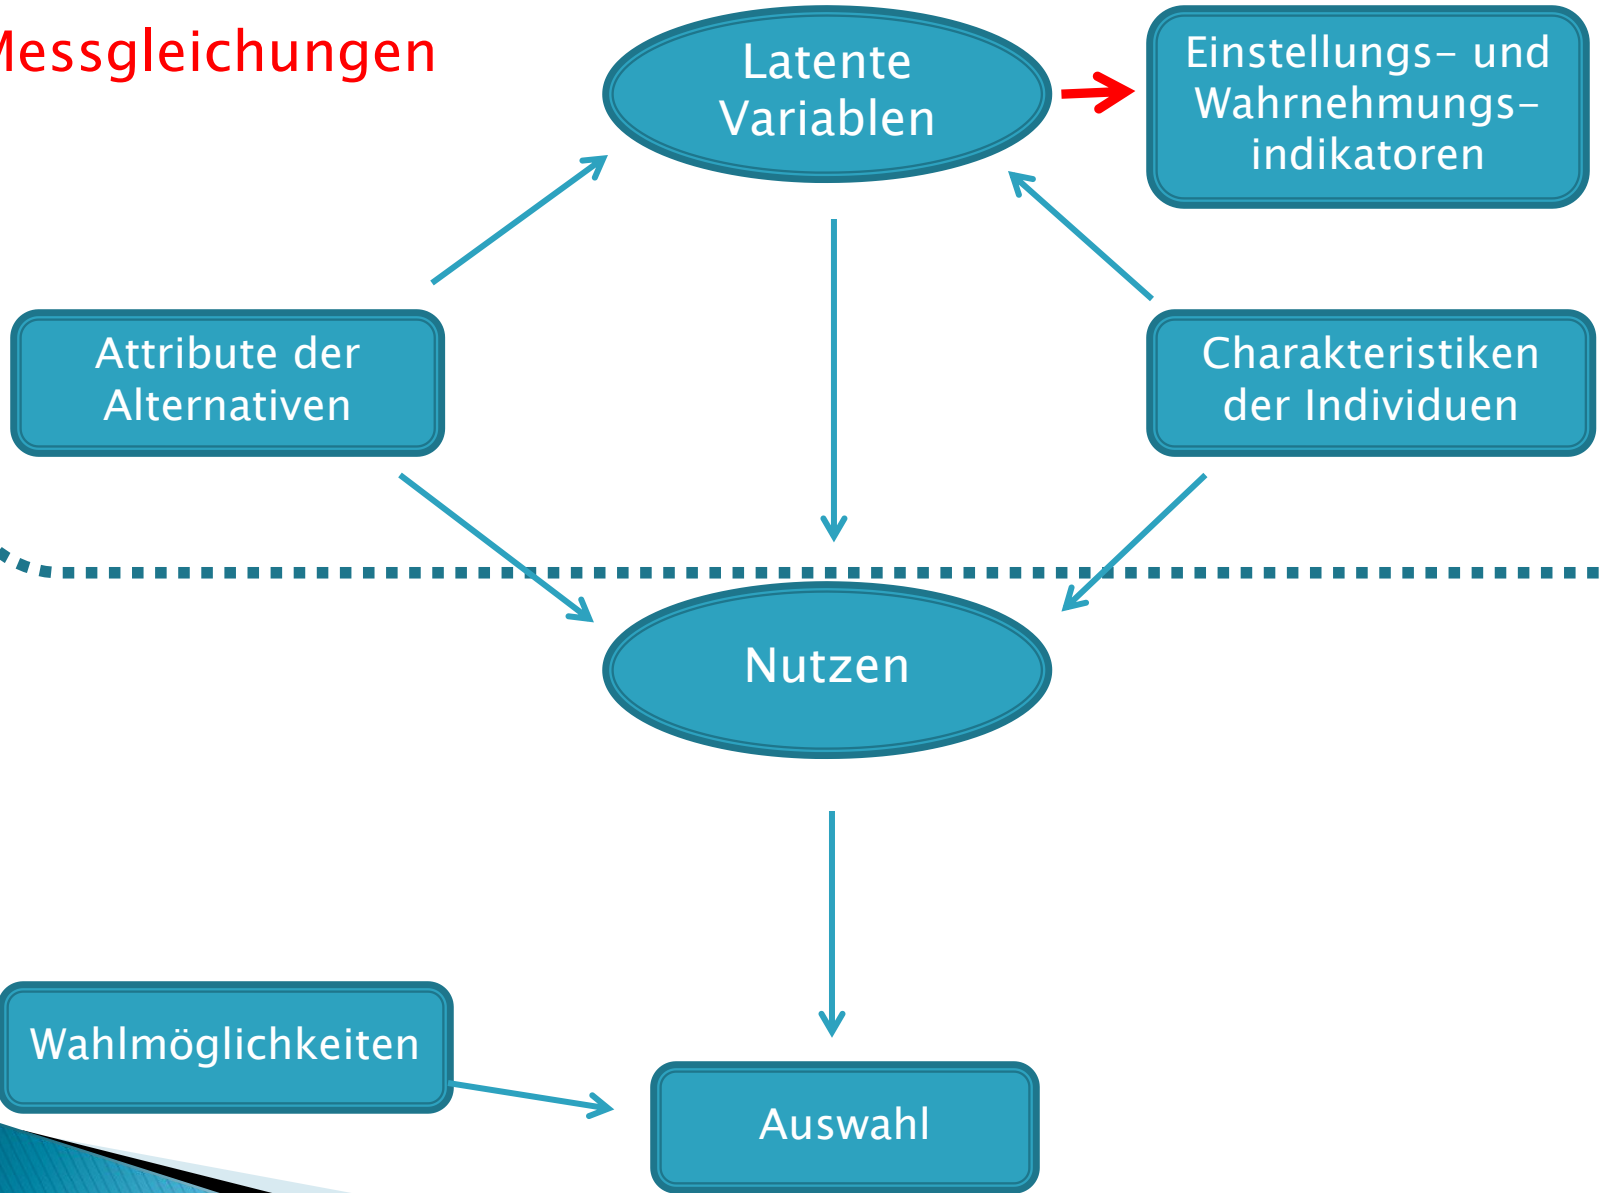 Messgleichungen
Latente
Variablen
Einstellungs- und
Wahrnehmungs-
indikatoren
Attribute der
Alternativen
Charakteristiken
der Individuen
Nutzen
Wahlmöglichkeiten
Auswahl